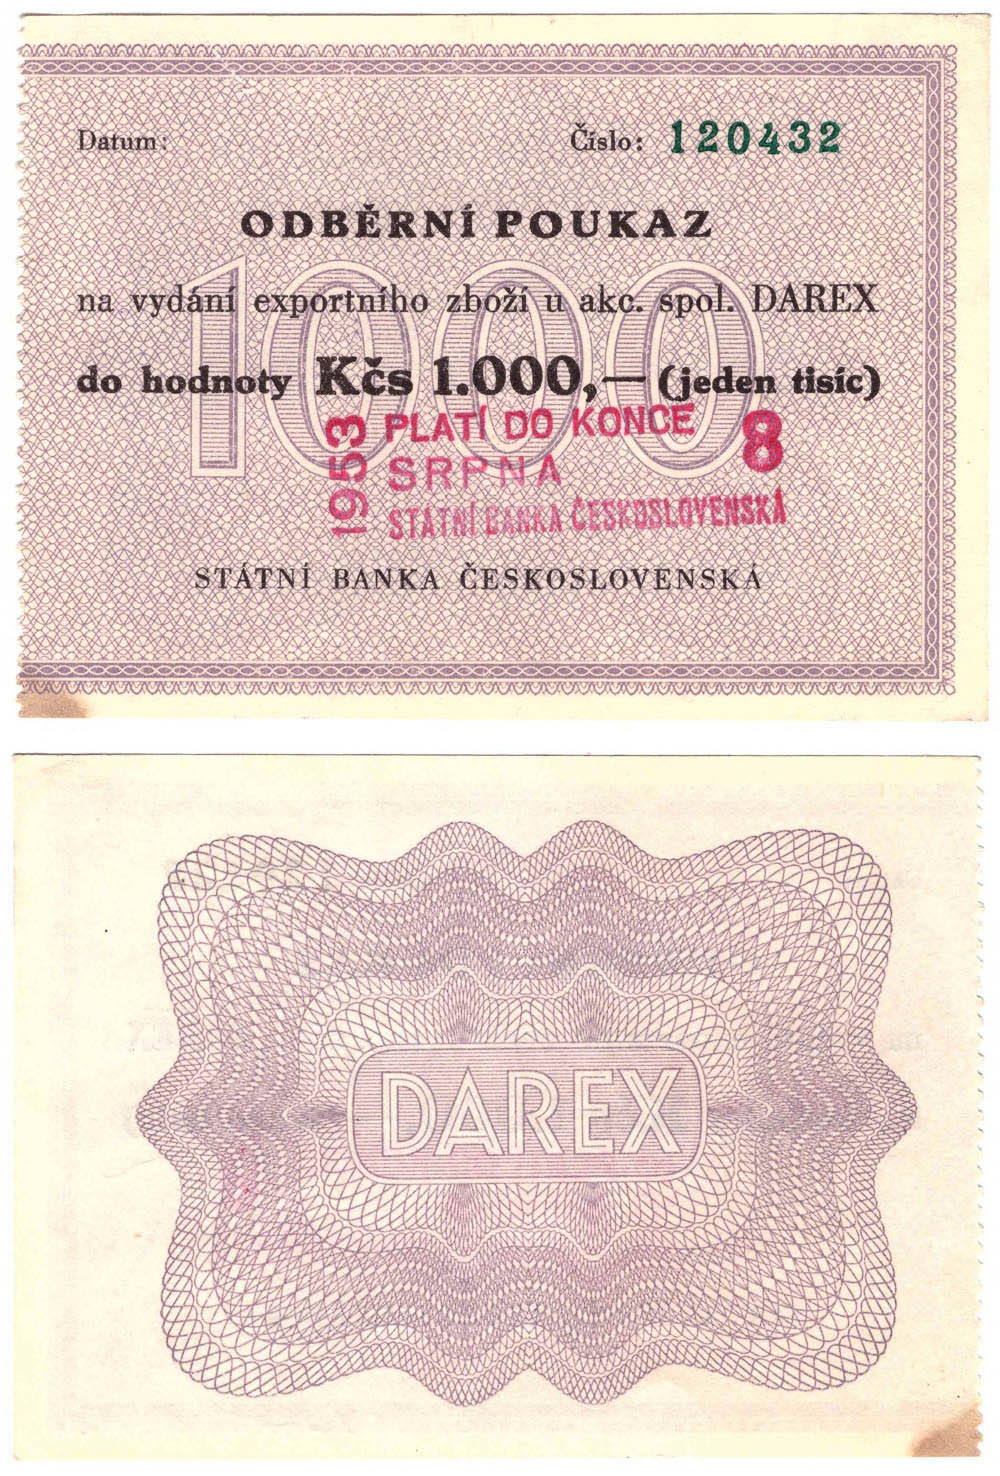 Datum: Číslo: 120432
ODBĚRNÍ POUKAZ
1000
na vydání exportního zboží u akc. spol. DAREX
do hodnoty Kčs 1.000,— (jeden tisíc)
1953 PLATÍ DO KONCE 8
SRPNA
STÁTNÍ BANKA ČESKOSLOVENSKÁ
STÁTNÍ BANKA ČESKOSLOVENSKÁ
DAREX